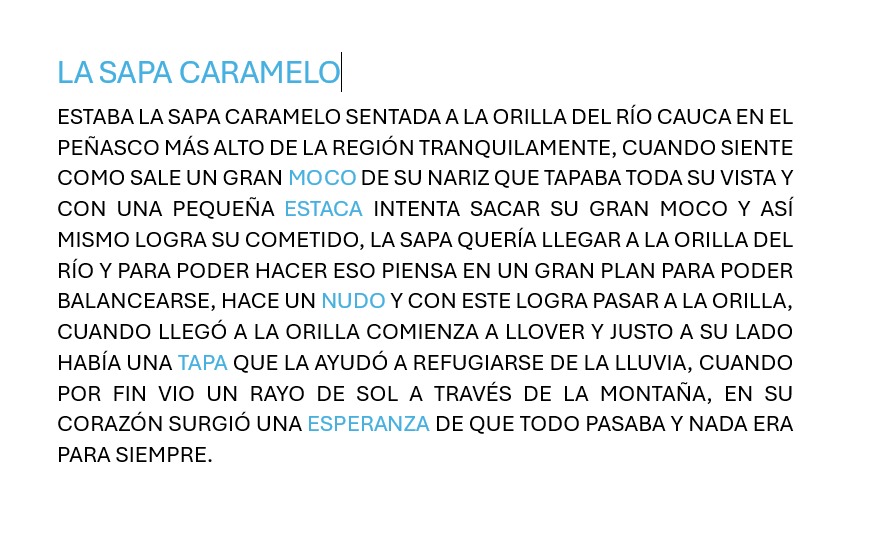 LA SAPA CARAMELO
ESTABA LA SAPA CARAMELO SENTADA A LA ORILLA DEL RÍO CAUCA EN EL
PEÑASCO MÁS ALTO DE LA REGIÓN TRANQUILAMENTE, CUANDO SIENTE
COMO SALE UN GRAN MOCO DE SU NARIZ QUE TAPABA TODA SU VISTA Y
CON UNA PEQUEÑA ESTACA INTENTA SACAR SU GRAN MOCO Y ASÍ
MISMO LOGRA SU COMETIDO, LA SAPA QUERÍA LLEGAR A LA ORILLA DEL
RÍO Y PARA PODER HACER ESO PIENSA EN UN GRAN PLAN PARA PODER
BALANCEARSE, HACE UN NUDO Y CON ESTE LOGRA PASAR A LA ORILLA,
CUANDO LLEGÓ A LA ORILLA COMIENZA A LLOVER Y JUSTO A SU LADO
HABÍA UNA TAPA QUE LA AYUDÓ A REFUGIARSE DE LA LLUVIA, CUANDO
POR FIN VIO UN RAYO DE SOL A TRAVÉS DE LA MONTAÑA, EN SU
CORAZÓN SURGIÓ UNA ESPERANZA DE QUE TODO PASABA Y NADA ERA
PARA SIEMPRE.